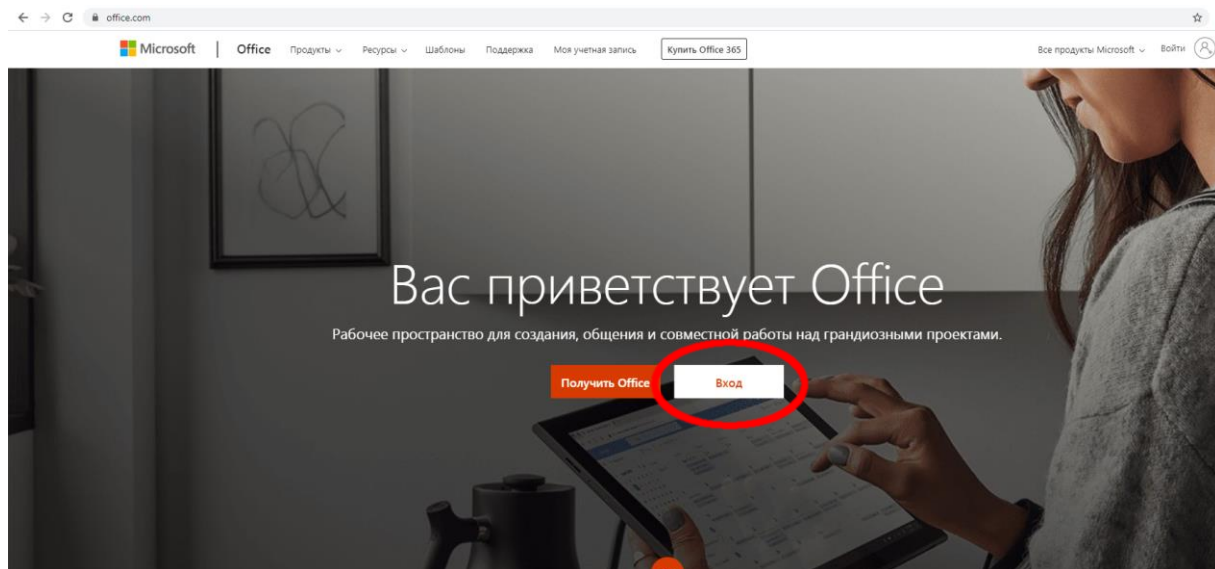 office.com
Microsoft Office Продукты Ресурсы Шаблоны Поддержка Моя учетная запись Купить Office 365 Все продукты Microsoft Войти
Вас приветствует Office
Рабочее пространство для создания, общения и совместной работы над грандиозными проектами.
Получить Office Вход